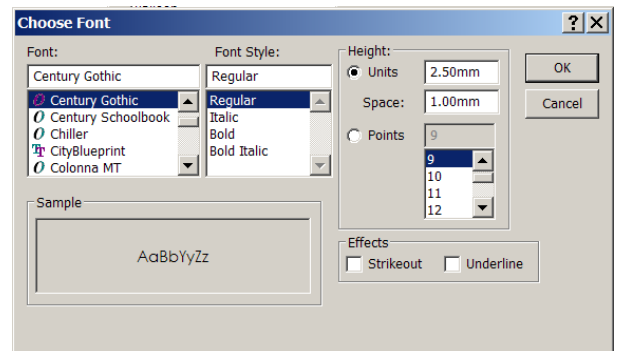 Choose Font
Font:
Century Gothic
Century Gothic
Century Schoolbook
Chiller
CityBlueprint
Colonna MT
Font Style:
Regular
Regular
Italic
Bold
Bold Italic
Height:
Units 2.50mm
Space: 1.00mm
Points 9
9
10
11
12
OK
Cancel
Sample
AaBbYyZz
Effects
Strikeout Underline